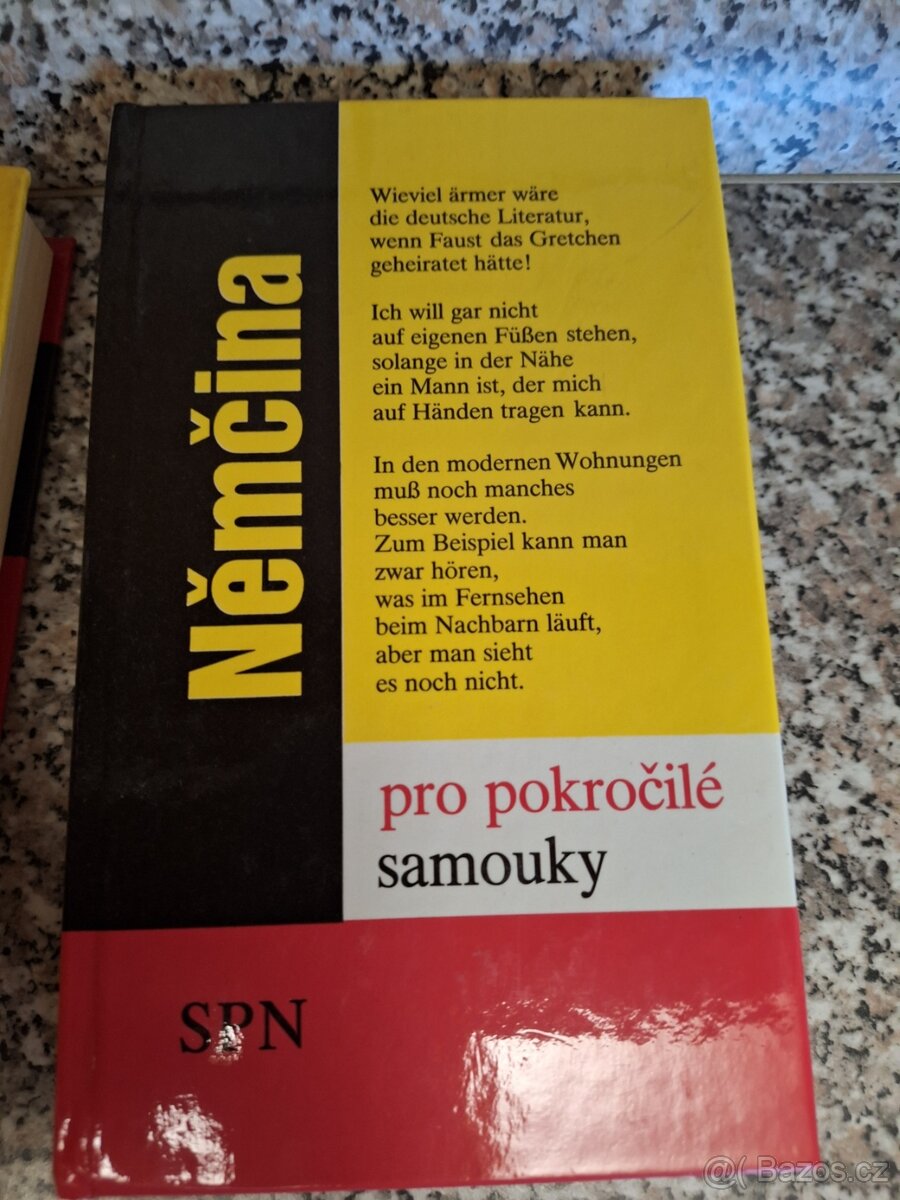 Němčina
Wieviel ärmer wäre
die deutsche Literatur,
wenn Faust das Gretchen
geheiratet hätte!
Ich will gar nicht
auf eigenen Füßen stehen,
solange in der Nähe
ein Mann ist, der mich
auf Händen tragen kann.
In den modernen Wohnungen
muß noch manches
besser werden.
Zum Beispiel kann man
zwar hören,
was im Fernsehen
beim Nachbarn läuft,
aber man sieht
es noch nicht.
pro pokročilé
samouky
SPN
@( Bazos.cz